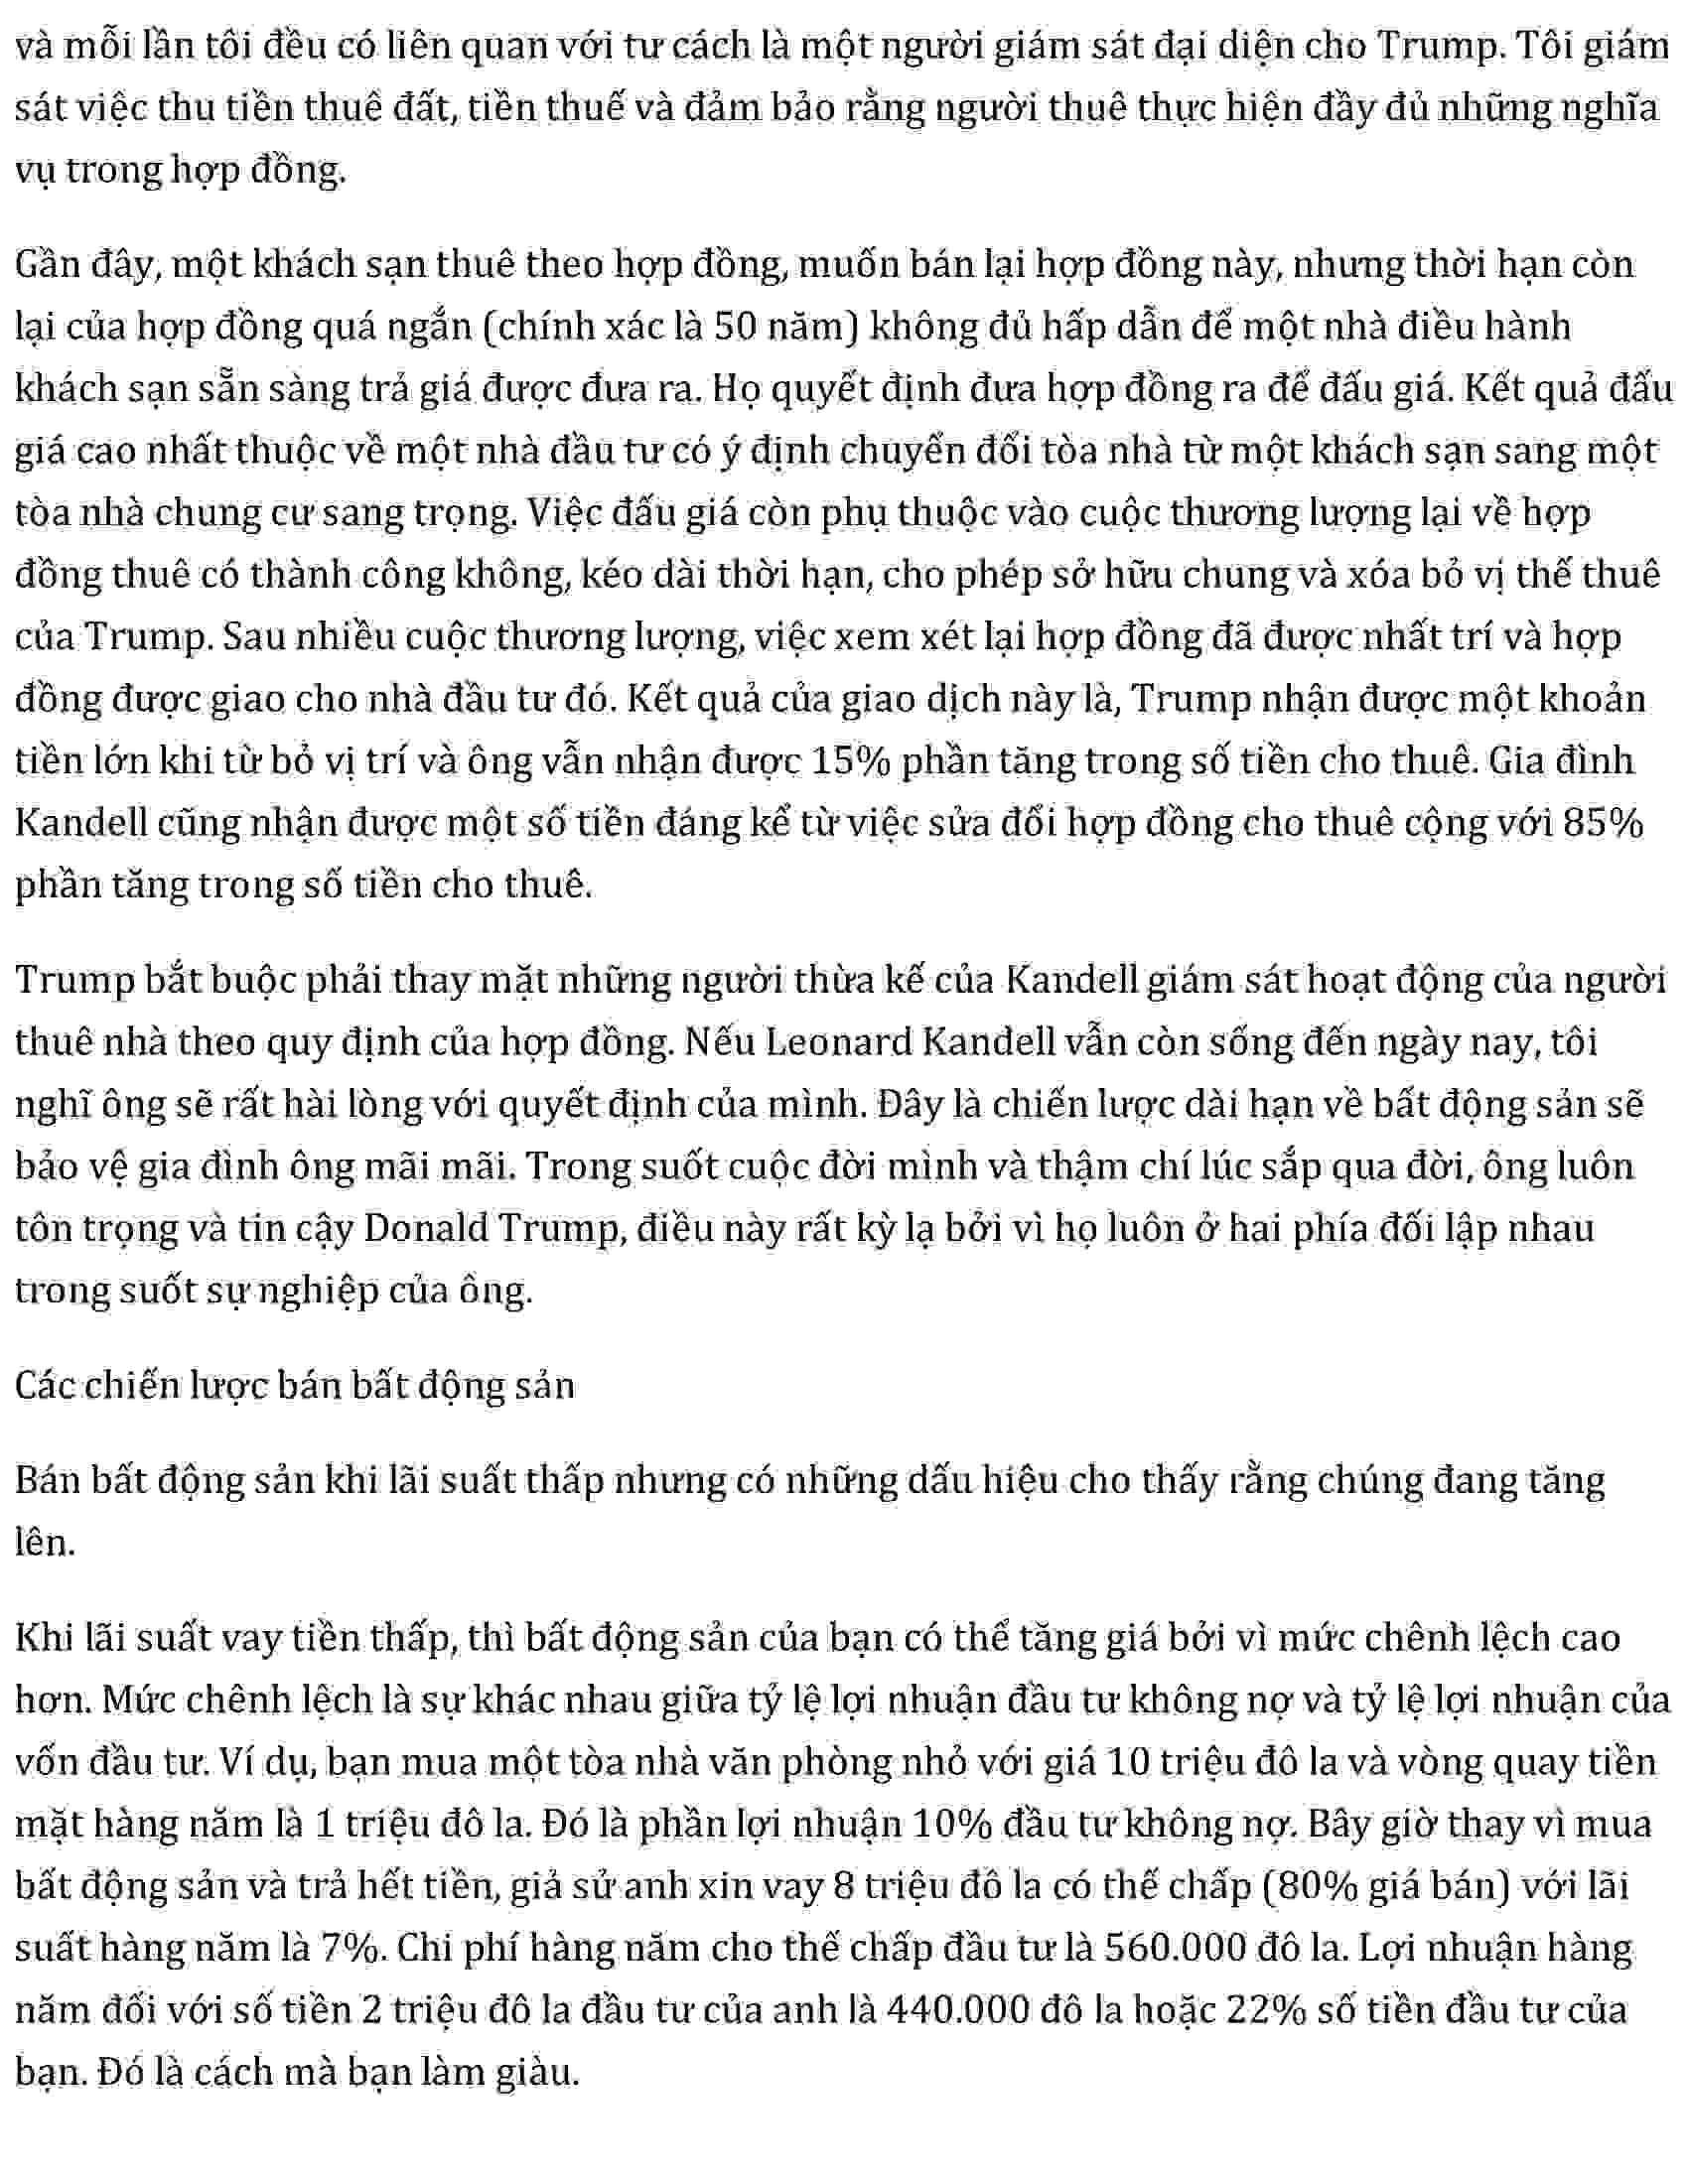 và mỗi lần tôi đều có liên quan với tư cách là một người giám sát đại diện cho Trump. Tôi giám
sát việc thu tiền thuê đất, tiền thuế và đảm bảo rằng người thuê thực hiện đầy đủ những nghĩa
vụ trong hợp đồng.
Gần đây, một khách sạn thuê theo hợp đồng, muốn bán lại hợp đồng này, nhưng thời hạn còn
lại của hợp đồng quá ngắn (chính xác là 50 năm) không đủ hấp dẫn để một nhà điều hành
khách sạn sẵn sàng trả giá được đưa ra. Họ quyết định đưa hợp đồng ra để đấu giá. Kết quả đấu
giá cao nhất thuộc về một nhà đầu tư có ý định chuyển đổi tòa nhà từ một khách sạn sang một
tòa nhà chung cư sang trọng. Việc đấu giá còn phụ thuộc vào cuộc thương lượng lại về hợp
đồng thuê có thành công không, kéo dài thời hạn, cho phép sở hữu chung và xóa bỏ vị thế thuê
của Trump. Sau nhiều cuộc thương lượng, việc xem xét lại hợp đồng đã được nhất trí và hợp
đồng được giao cho nhà đầu tư đó. Kết quả của giao dịch này là, Trump nhận được một khoản
tiền lớn khi từ bỏ vị trí và ông vẫn nhận được 15% phần tăng trong số tiền cho thuê. Gia đình
Kandell cũng nhận được một số tiền đáng kể từ việc sửa đổi hợp đồng cho thuê cộng với 85%
phần tăng trong số tiền cho thuê.
Trump bắt buộc phải thay mặt những người thừa kế của Kandell giám sát hoạt động của người
thuê nhà theo quy định của hợp đồng. Nếu Leonard Kandell vẫn còn sống đến ngày nay, tôi
nghĩ ông sẽ rất hài lòng với quyết định của mình. Đây là chiến lược dài hạn về bất động sản sẽ
bảo vệ gia đình ông mãi mãi. Trong suốt cuộc đời mình và thậm chí lúc sắp qua đời, ông luôn
tôn trọng và tin cậy Donald Trump, điều này rất kỳ lạ bởi vì họ luôn ở hai phía đối lập nhau
trong suốt sự nghiệp của ông.
Các chiến lược bán bất động sản
Bán bất động sản khi lãi suất thấp nhưng có những dấu hiệu cho thấy rằng chúng đang tăng
lên.
Khi lãi suất vay tiền thấp, thì bất động sản của bạn có thể tăng giá bởi vì mức chênh lệch cao
hơn. Mức chênh lệch là sự khác nhau giữa tỷ lệ lợi nhuận đầu tư không nợ và tỷ lệ lợi nhuận của
vốn đầu tư. Ví dụ, bạn mua một tòa nhà văn phòng nhỏ với giá 10 triệu đô la và vòng quay tiền
mặt hàng năm là 1 triệu đô la. Đó là phần lợi nhuận 10% đầu tư không nợ. Bây giờ thay vì mua
bất động sản và trả hết tiền, giả sử anh xin vay 8 triệu đô la có thế chấp (80% giá bán) với lãi
suất hàng năm là 7%. Chi phí hàng năm cho thế chấp đầu tư là 560.000 đô la. Lợi nhuận hàng
năm đối với số tiền 2 triệu đô la đầu tư của anh là 440.000 đô la hoặc 22% số tiền đầu tư của
bạn. Đó là cách mà bạn làm giàu.